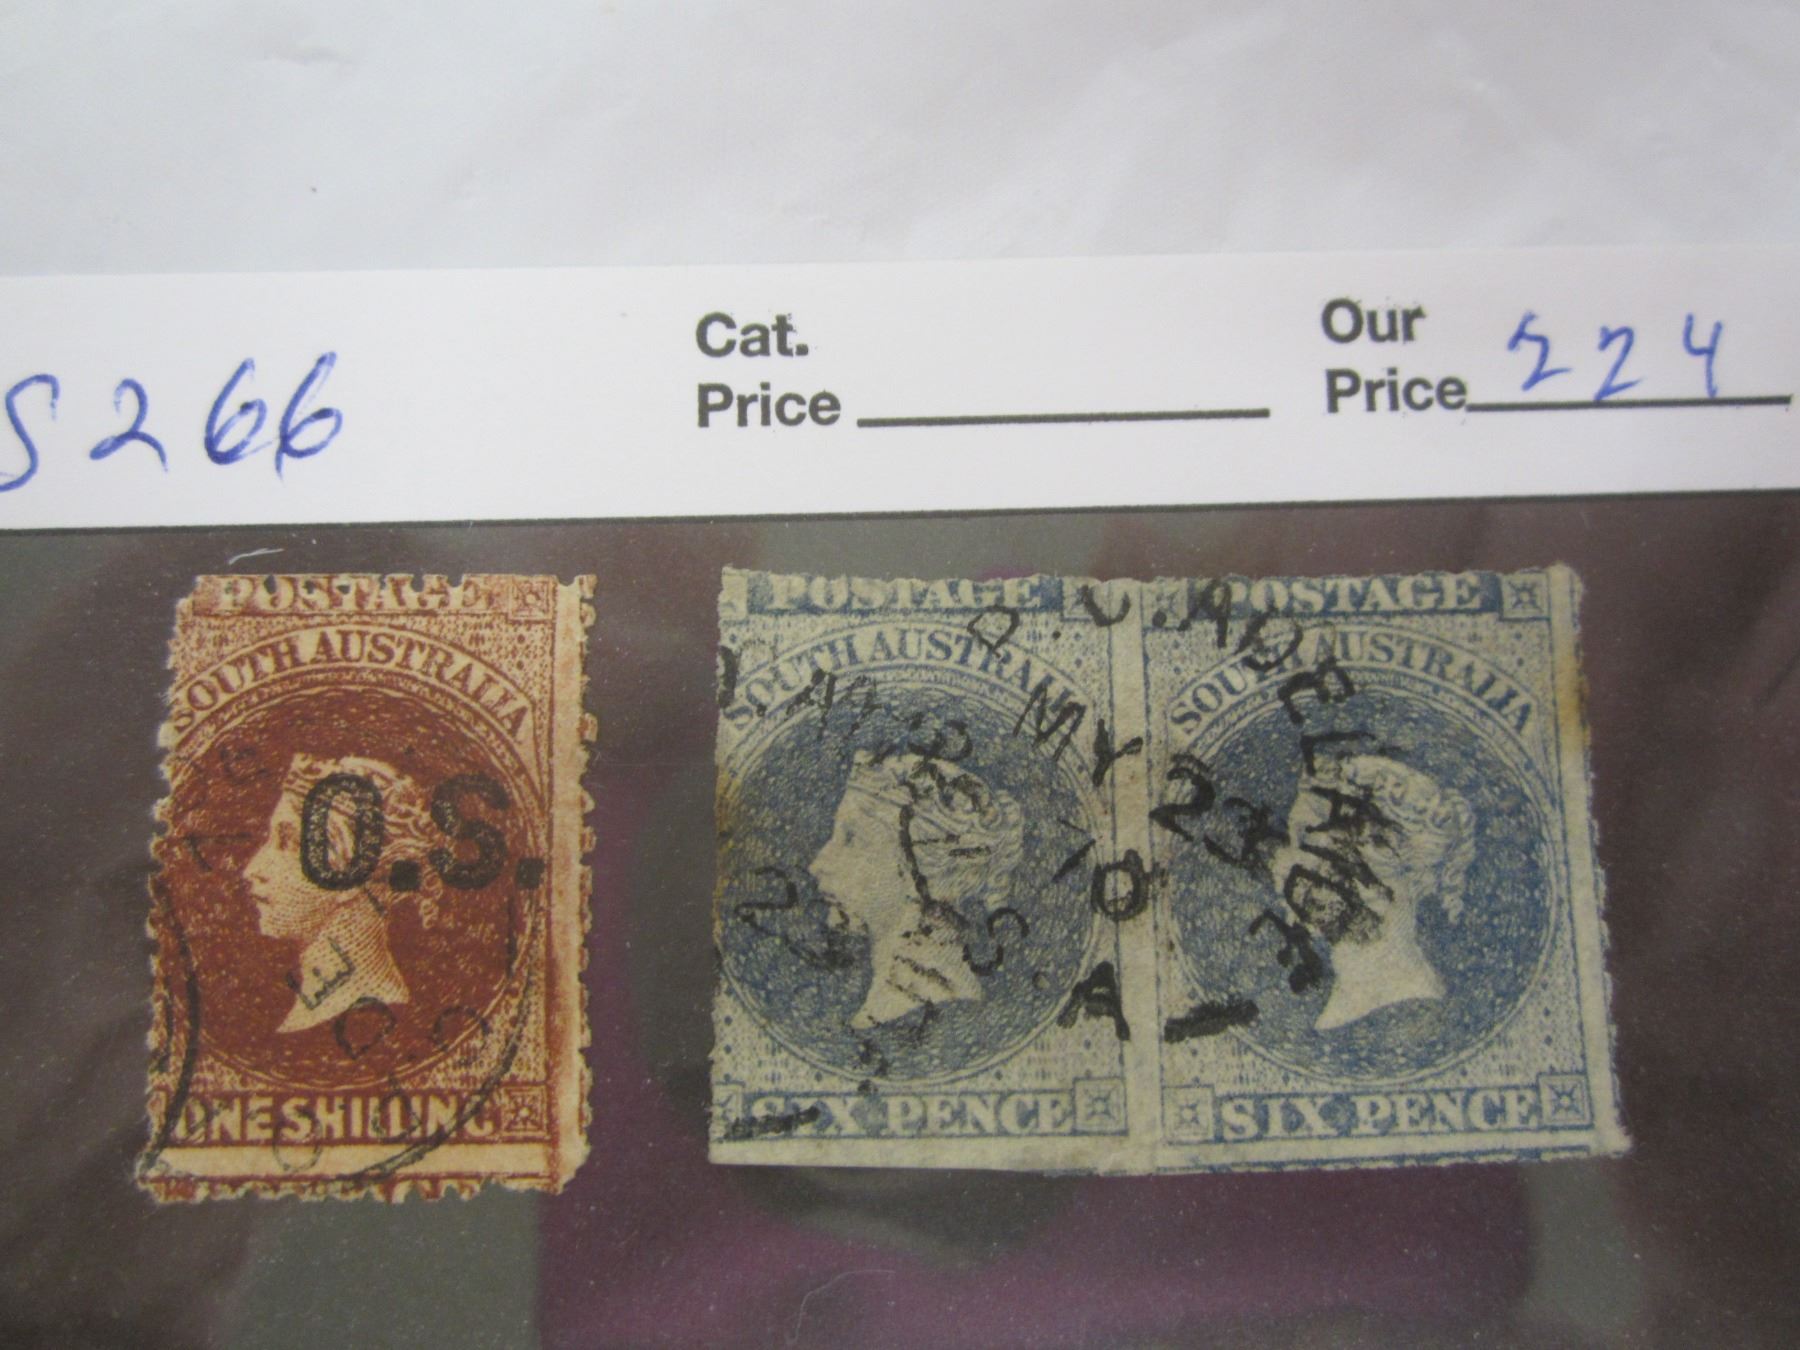 S266
Cat.
Price
Our
Price 224
POSTAGE
SOUTH AUSTRALIA
O.S.
ONE SHILLING
POSTAGE POSTAGE
SOUTH AUSTRALIA SOUTH AUSTRALIA
ADELAIDE
MY 23
S.A
SIX PENCE SIX PENCE